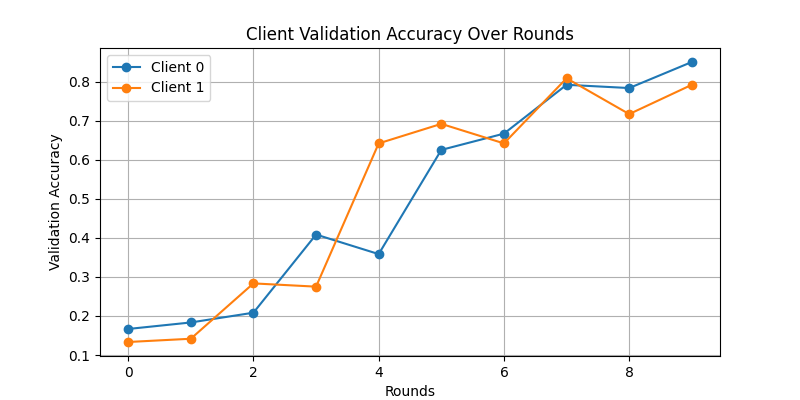 Client Validation Accuracy Over Rounds
Client 0
Client 1
Validation Accuracy
0.8
0.7
0.6
0.5
0.4
0.3
0.2
0.1
0 2 4 6 8
Rounds